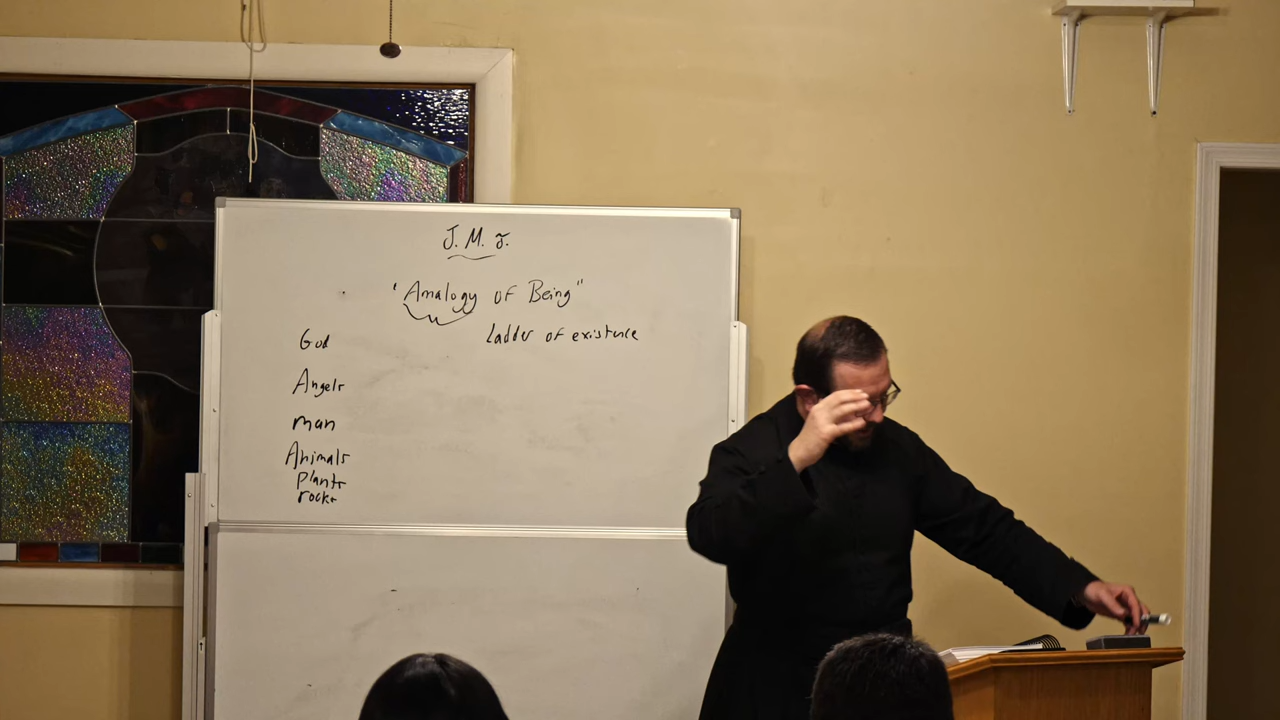 J. M. J.
"Analogy of Being"
Ladder of existence
God
Angels
man
Animals
Plants
rocks